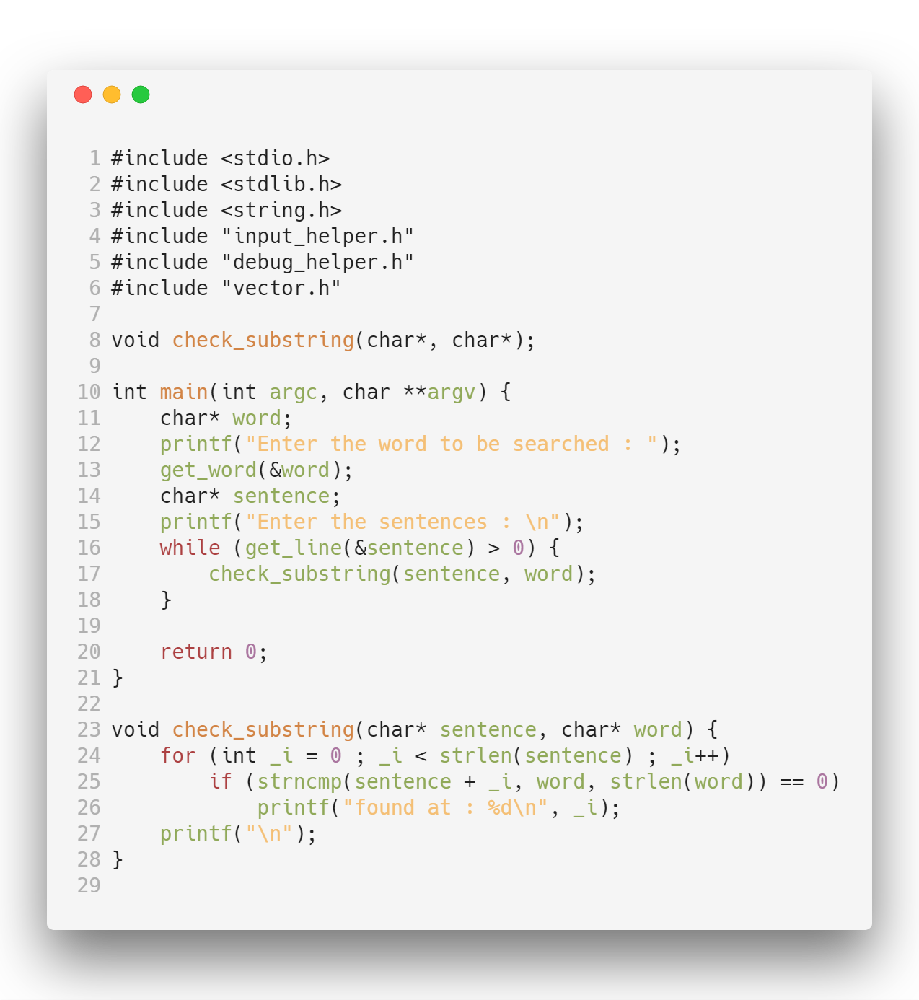 1 #include <stdio.h>
2 #include <stdlib.h>
3 #include <string.h>
4 #include "input_helper.h"
5 #include "debug_helper.h"
6 #include "vector.h"
7
8 void check_substring(char*, char*);
9
10 int main(int argc, char **argv) {
11     char* word;
12     printf("Enter the word to be searched : ");
13     get_word(&word);
14     char* sentence;
15     printf("Enter the sentences : \n");
16     while (get_line(&sentence) > 0) {
17         check_substring(sentence, word);
18     }
19
20     return 0;
21 }
22
23 void check_substring(char* sentence, char* word) {
24     for (int _i = 0 ; _i < strlen(sentence) ; _i++)
25         if (strncmp(sentence + _i, word, strlen(word)) == 0)
26             printf("found at : %d\n", _i);
27     printf("\n");
28 }
29